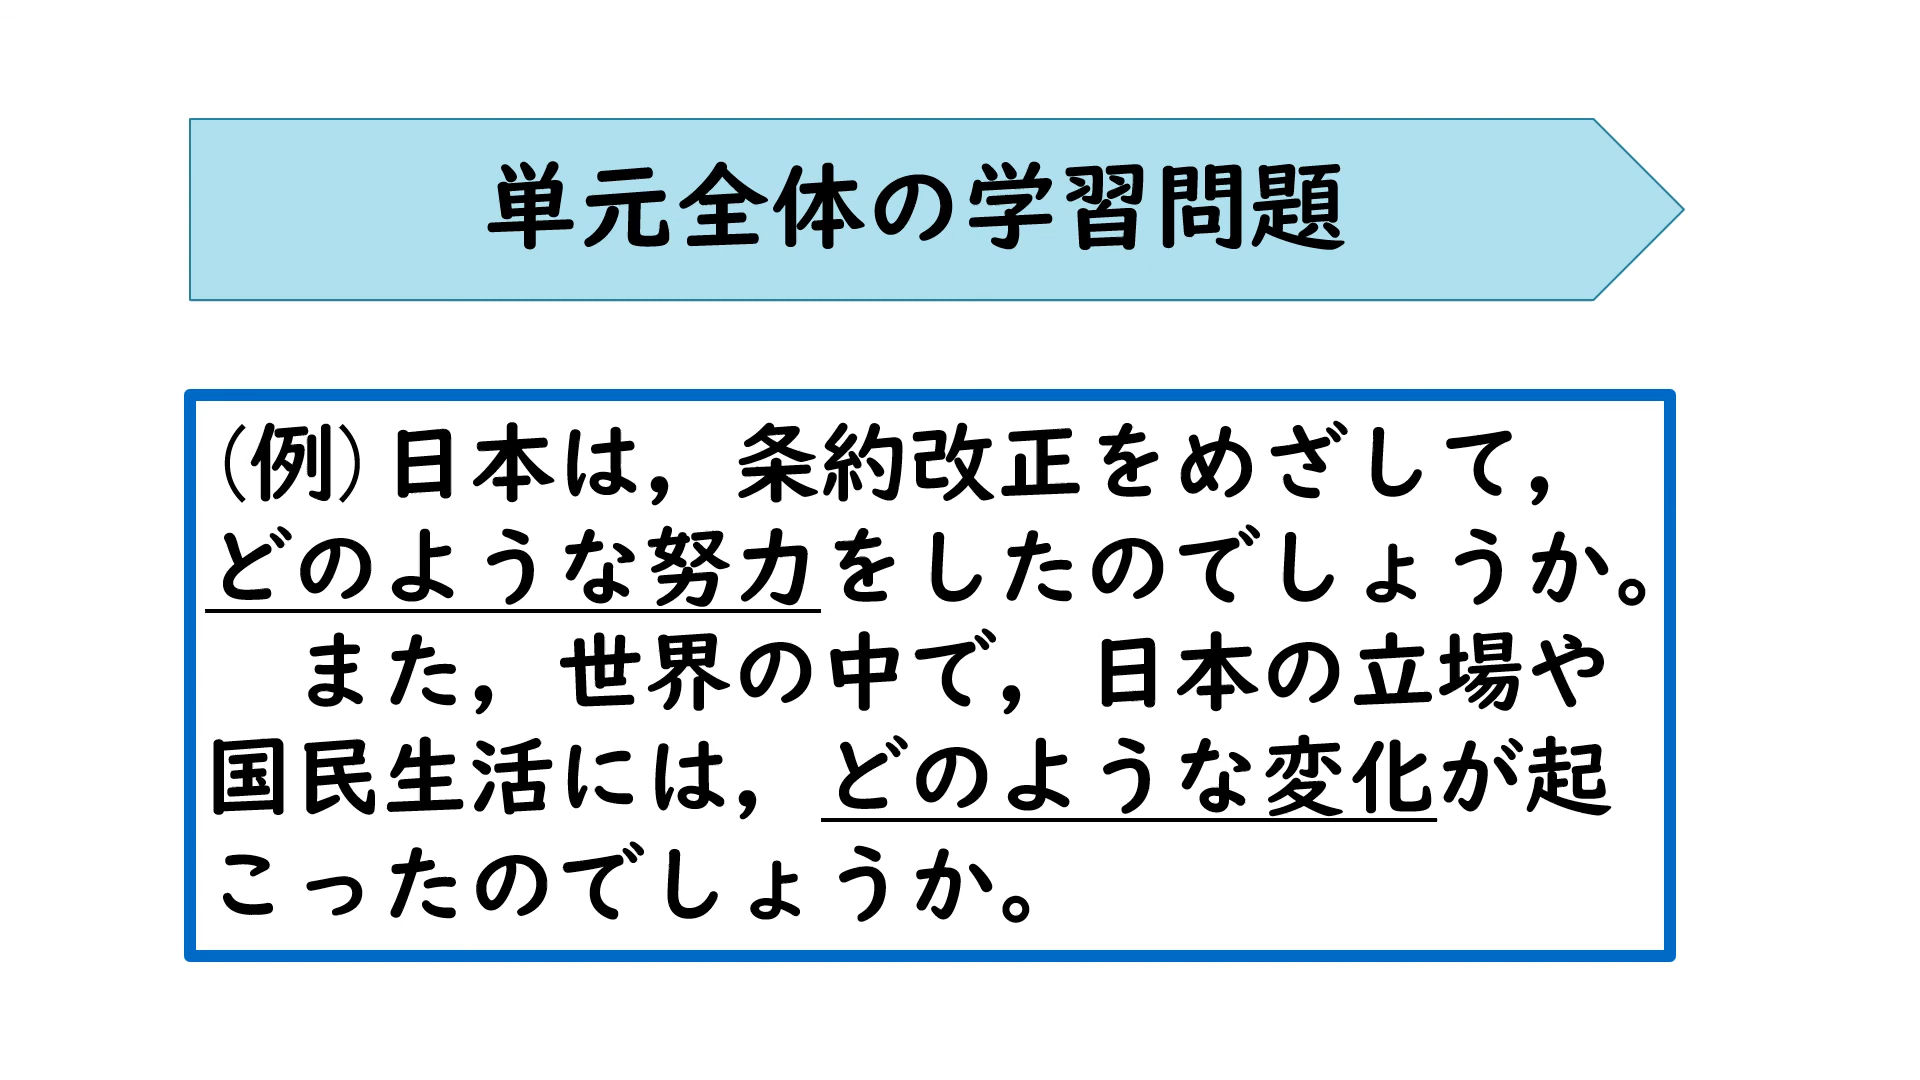 単元全体の学習問題
(例)日本は，条約改正をめざして，
どのような努力をしたのでしょうか。
　また，世界の中で，日本の立場や
国民生活には，どのような変化が起
こったのでしょうか。